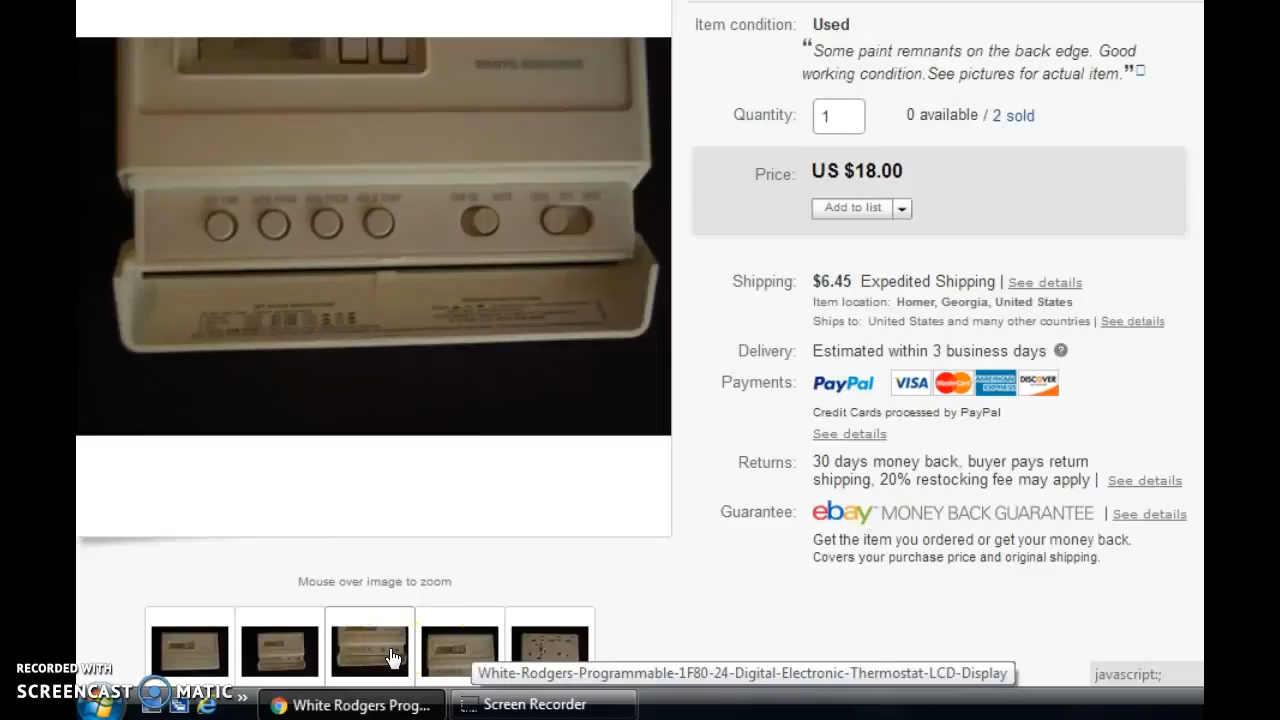 Item condition: Used
“Some paint remnants on the back edge. Good
working condition.See pictures for actual item.”
Quantity: 1 0 available / 2 sold
Price: US $18.00
Add to list
Shipping: $6.45 Expedited Shipping | See details
Item location: Homer, Georgia, United States
Ships to: United States and many other countries | See details
Delivery: Estimated within 3 business days ?
Payments: PayPal VISA MasterCard AMERICAN EXPRESS DISCOVER
Credit Cards processed by PayPal
See details
Returns: 30 days money back, buyer pays return
shipping, 20% restocking fee may apply | See details
Guarantee: ebay™ MONEY BACK GUARANTEE | See details
Get the item you ordered or get your money back.
Covers your purchase price and original shipping.
WHITE-RODGERS
Mouse over image to zoom
White-Rodgers-Programmable-1F80-24-Digital-Electronic-Thermostat-LCD-Display
javascript:;
RECORDED WITH
SCREENCAST MATIC
»
White Rodgers Prog...
Screen Recorder